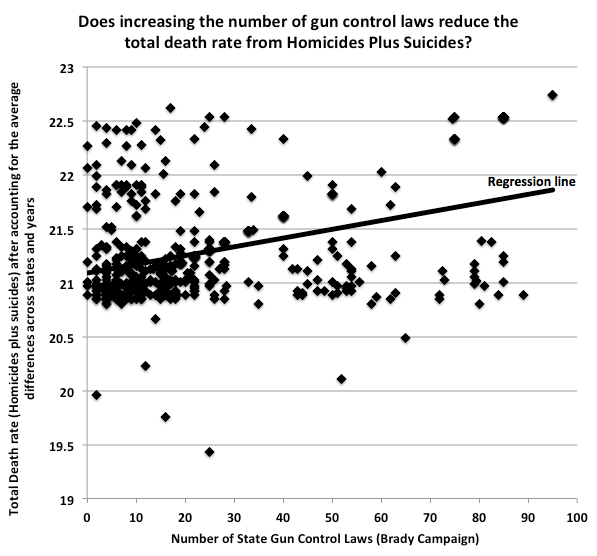 Does increasing the number of gun control laws reduce the
total death rate from Homicides Plus Suicides?
Total Death rate (Homicides plus suicides) after accounting for the average
differences across states and years
23
22.5
22
21.5
21
20.5
20
19.5
19
Regression line
0 10 20 30 40 50 60 70 80 90 100
Number of State Gun Control Laws (Brady Campaign)